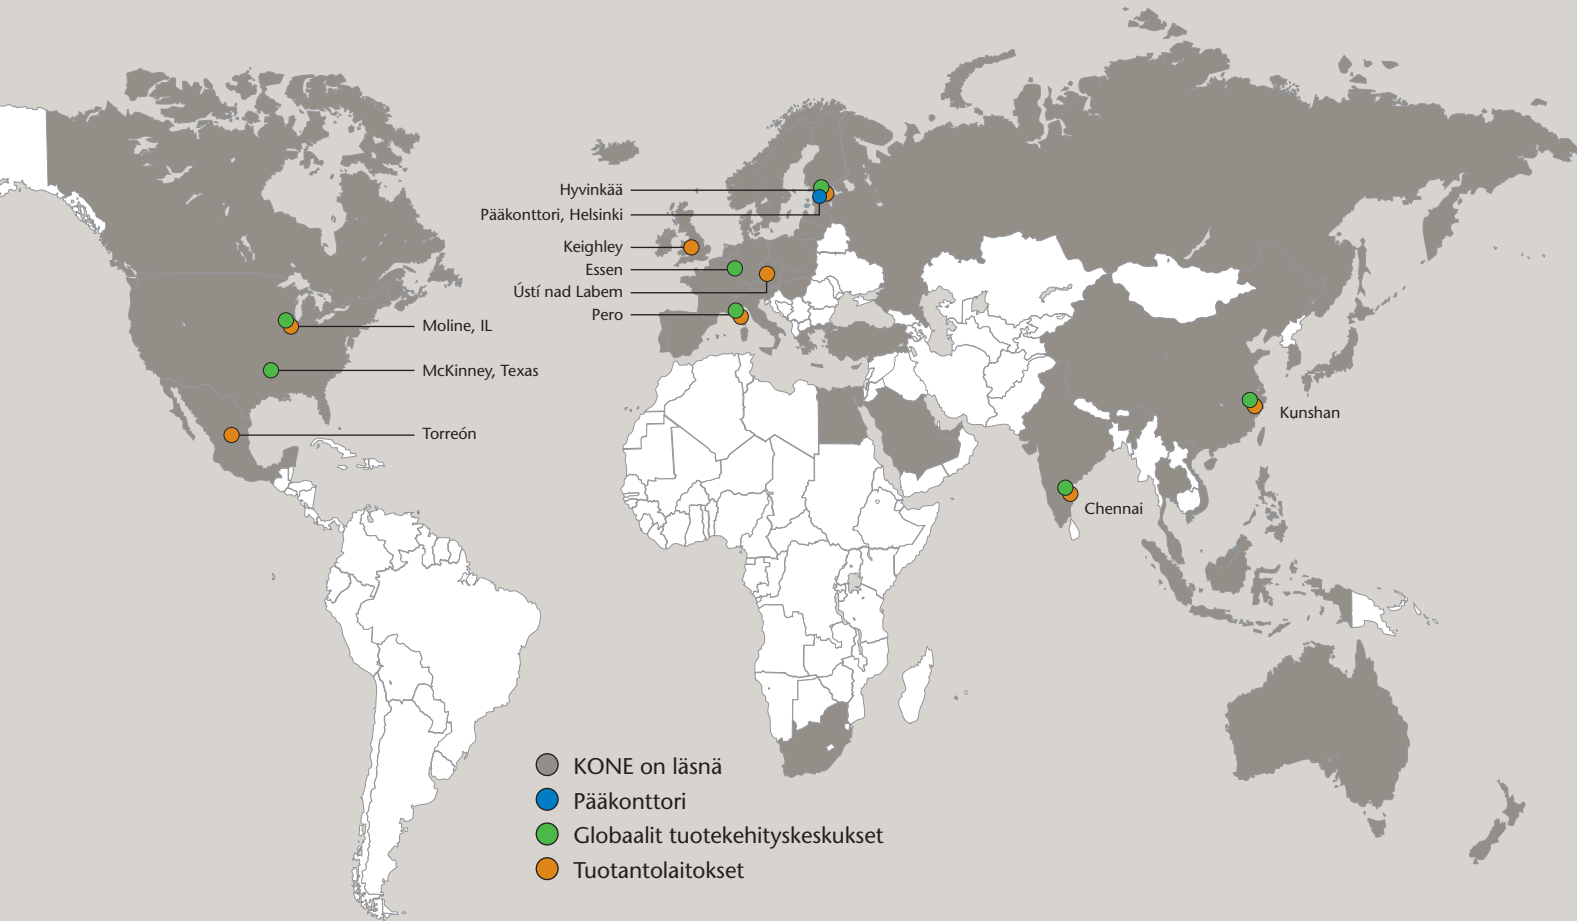 Hyvinkää
Pääkonttori, Helsinki
Keighley
Essen
Ústí nad Labem
Pero
Moline, IL
McKinney, Texas
Torreón
Kunshan
Chennai
KONE on läsnä
Pääkonttori
Globaalit tuotekehityskeskukset
Tuotantolaitokset